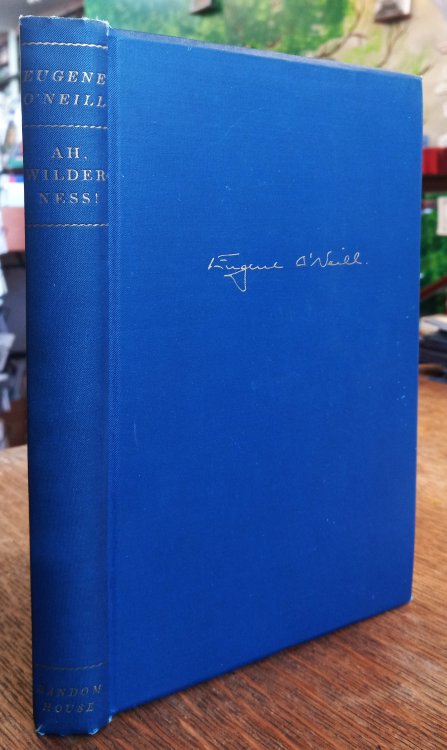 EUGENE
O'NEILL
AH,
WILDER
NESS!
RANDOM
HOUSE
Eugene O'Neill.